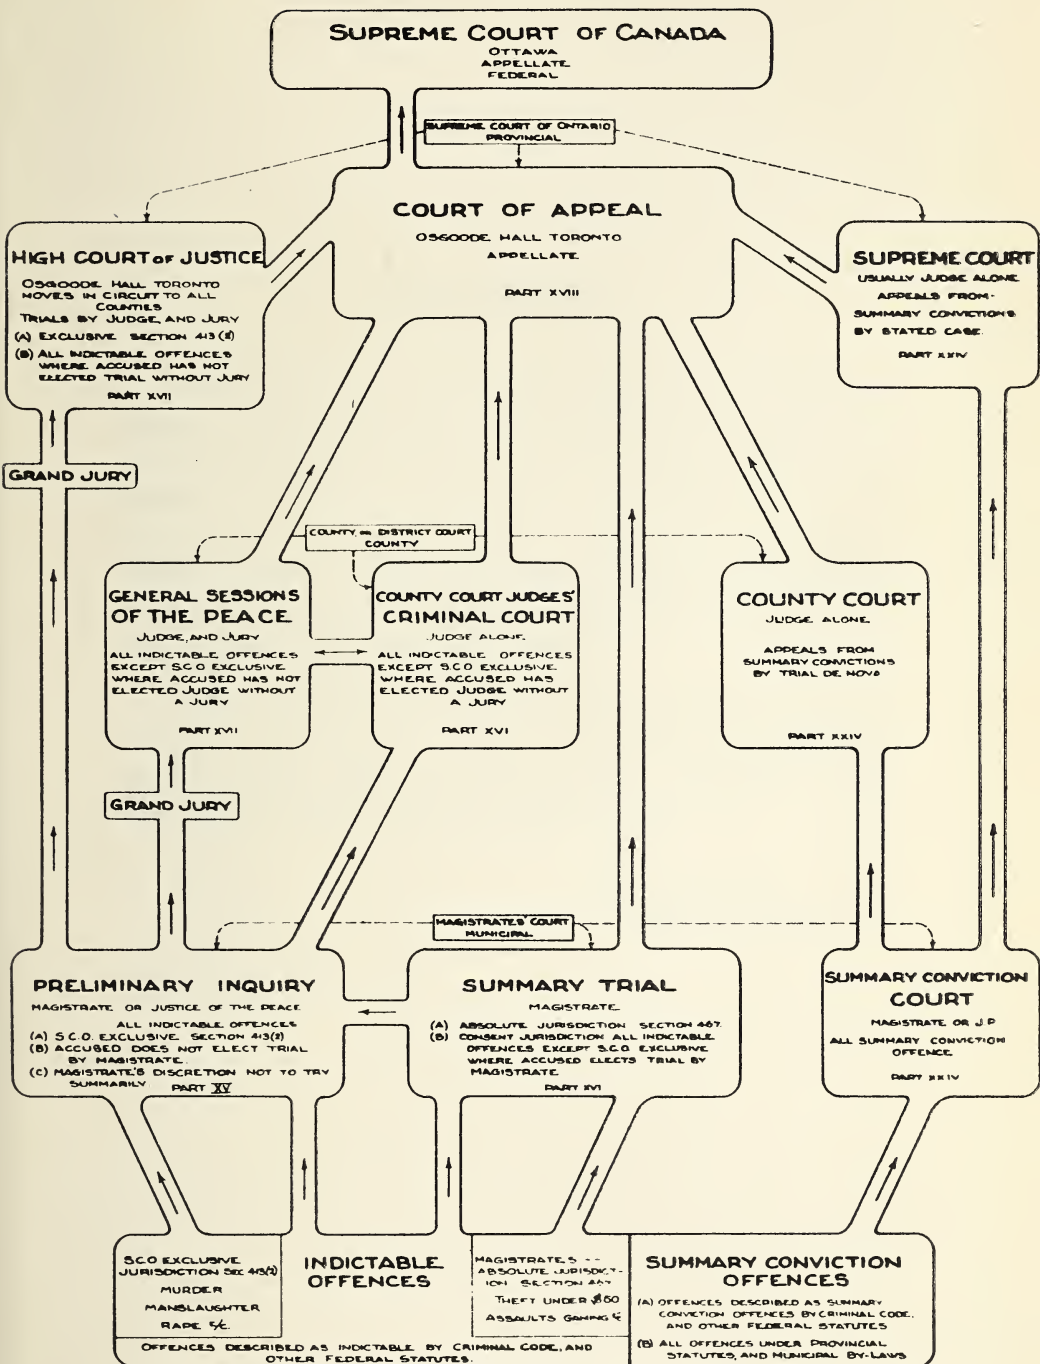 SUPREME COURT OF CANADA
OTTAWA
APPELLATE
FEDERAL
SUPREME COURT OF ONTARIO
PROVINCIAL
COURT OF APPEAL
OSGOODE HALL TORONTO
APPELLATE
PART XVIII
HIGH COURT OF JUSTICE
OSGOODE HALL TORONTO
MOVES IN CIRCUIT TO ALL
COUNTIES
TRIALS BY JUDGE, AND JURY
(A) EXCLUSIVE SECTION 413 (2)
(B) ALL INDICTABLE OFFENCES
WHERE ACCUSED HAS NOT
ELECTED TRIAL WITHOUT JURY
PART XVII
SUPREME COURT
USUALLY JUDGE ALONE
APPEALS FROM
SUMMARY CONVICTIONS
BY STATED CASE.
PART XXIV
GRAND JURY
COUNTY OR DISTRICT COURT
COUNTY
GENERAL SESSIONS
OF THE PEACE
JUDGE, AND JURY
ALL INDICTABLE OFFENCES
EXCEPT S.C.O EXCLUSIVE
WHERE ACCUSED HAS NOT
ELECTED JUDGE WITHOUT
A JURY
PART XVII
COUNTY COURT JUDGES'
CRIMINAL COURT
JUDGE ALONE
ALL INDICTABLE OFFENCES
EXCEPT S.C.O EXCLUSIVE
WHERE ACCUSED HAS
ELECTED JUDGE WITHOUT
A JURY
PART XVI
COUNTY COURT
JUDGE ALONE
APPEALS FROM
SUMMARY CONVICTIONS
BY TRIAL DE NOVA
PART XXIV
GRAND JURY
MAGISTRATES' COURT
MUNICIPAL
PRELIMINARY INQUIRY
MAGISTRATE OR JUSTICE OF THE PEACE
ALL INDICTABLE OFFENCES
(A) S.C.O. EXCLUSIVE SECTION 413(2)
(B) ACCUSED DOES NOT ELECT TRIAL
BY MAGISTRATE.
(C) MAGISTRATE'S DISCRETION NOT TO TRY
SUMMARILY PART XV
SUMMARY TRIAL
MAGISTRATE
(A) ABSOLUTE JURISDICTION SECTION 467.
(B) CONSENT JURISDICTION ALL INDICTABLE
OFFENCES EXCEPT S.C.O EXCLUSIVE
WHERE ACCUSED ELECTS TRIAL BY
MAGISTRATE
PART XVI
SUMMARY CONVICTION
COURT
MAGISTRATE OR J P
ALL SUMMARY CONVICTION
OFFENCE
PART XXIV
S.C.O EXCLUSIVE
JURISDICTION SEC 413(2)
MURDER
MANSLAUGHTER
RAPE Etc.
INDICTABLE
OFFENCES
MAGISTRATES --
ABSOLUTE JURISDICT-
ION SECTION 467
THEFT UNDER $50
ASSAULTS GAMING
OFFENCES DESCRIBED AS INDICTABLE BY CRIMINAL CODE, AND
OTHER FEDERAL STATUTES.
SUMMARY CONVICTION
OFFENCES
(A) OFFENCES DESCRIBED AS SUMMARY
CONVICTION OFFENCES BY CRIMINAL CODE,
AND OTHER FEDERAL STATUTES
(B) ALL OFFENCES UNDER PROVINCIAL
STATUTES, AND MUNICIPAL BY-LAWS